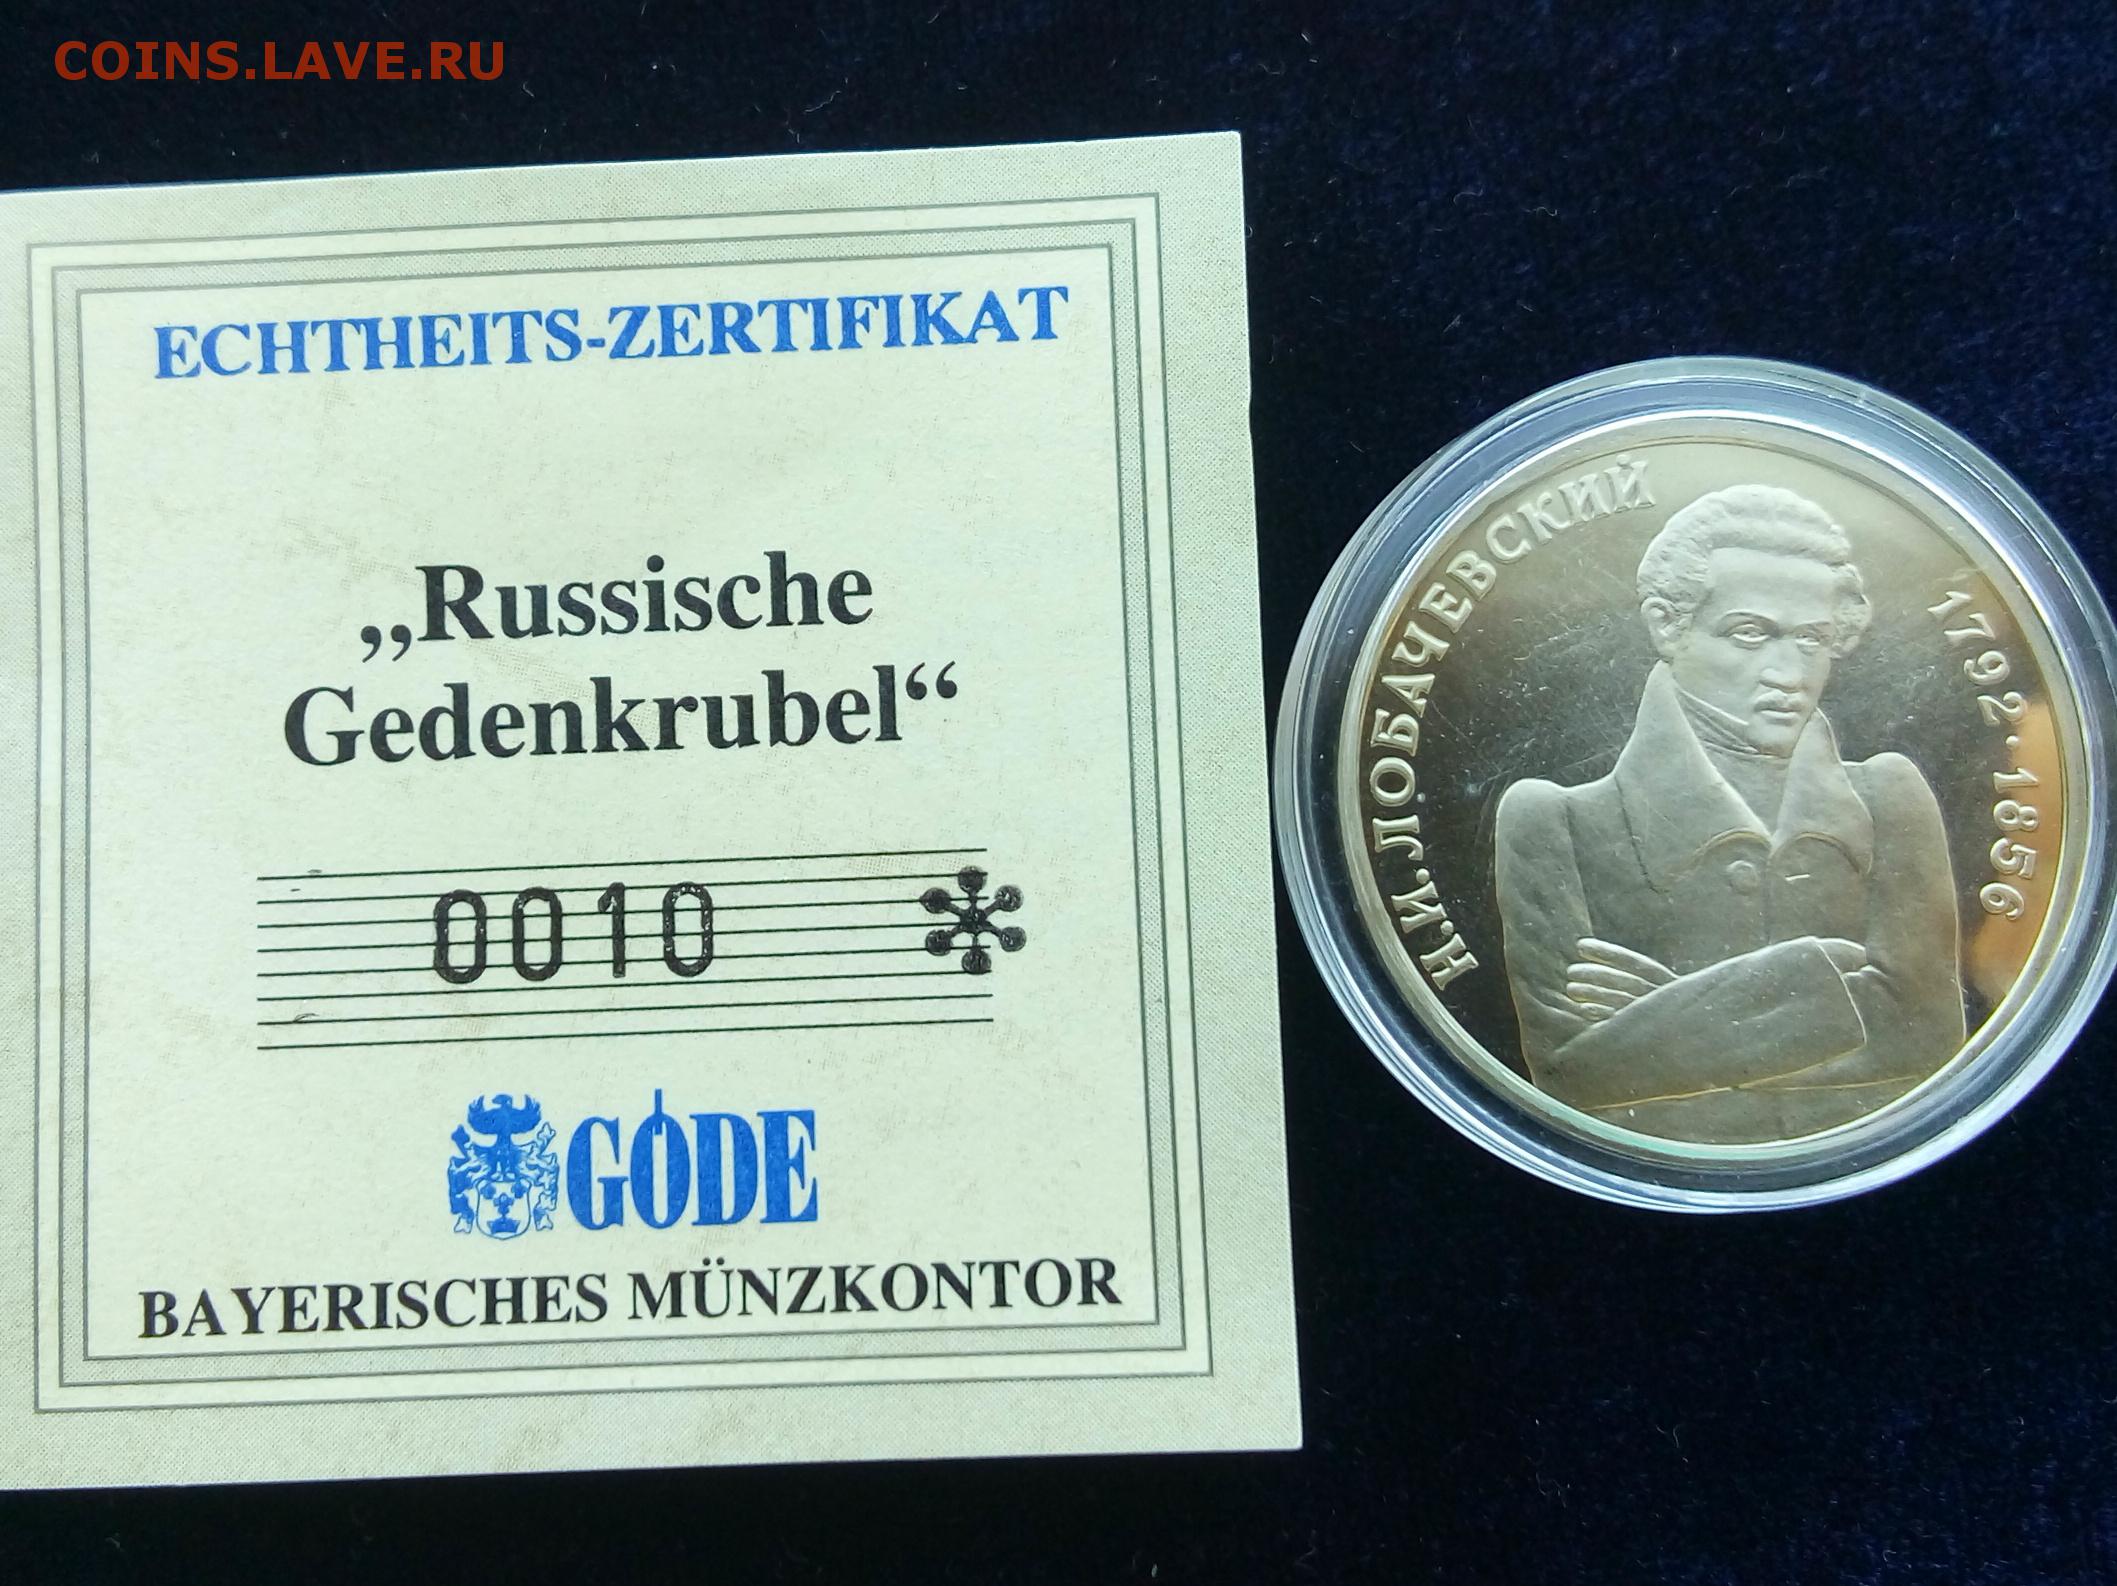 COINS.LAVE.RU
ECHTHEITS-ZERTIFIKAT
„Russische
Gedenkrubel“
0010
GÖDE
BAYERISCHES MÜNZKONTOR
Н.И.ЛОБАЧЕВСКИЙ
1792·1856